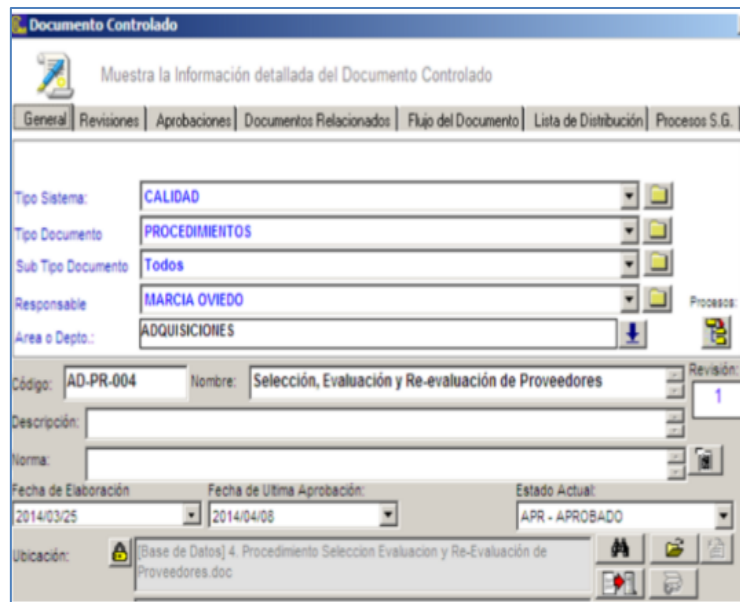 Documento Controlado
Muestra la Información detallada del Documento Controlado
General Revisiones Aprobaciones Documentos Relacionados Flujo del Documento Lista de Distribución Procesos S.G.
Tipo Sistema: CALIDAD
Tipo Documento PROCEDIMIENTOS
Sub Tipo Documento Todos
Responsable MARCIA OVIEDO Procesos:
Area o Depto.: ADQUISICIONES
Código: AD-PR-004 Nombre: Selección, Evaluación y Re-evaluación de Proveedores Revisión: 1
Descripción:
Norma:
Fecha de Elaboración Fecha de Ultima Aprobación: Estado Actual:
2014/03/25 2014/04/08 APR - APROBADO
Ubicación: [Base de Datos] 4. Procedimiento Seleccion Evaluacion y Re-Evaluación de
Proveedores.doc